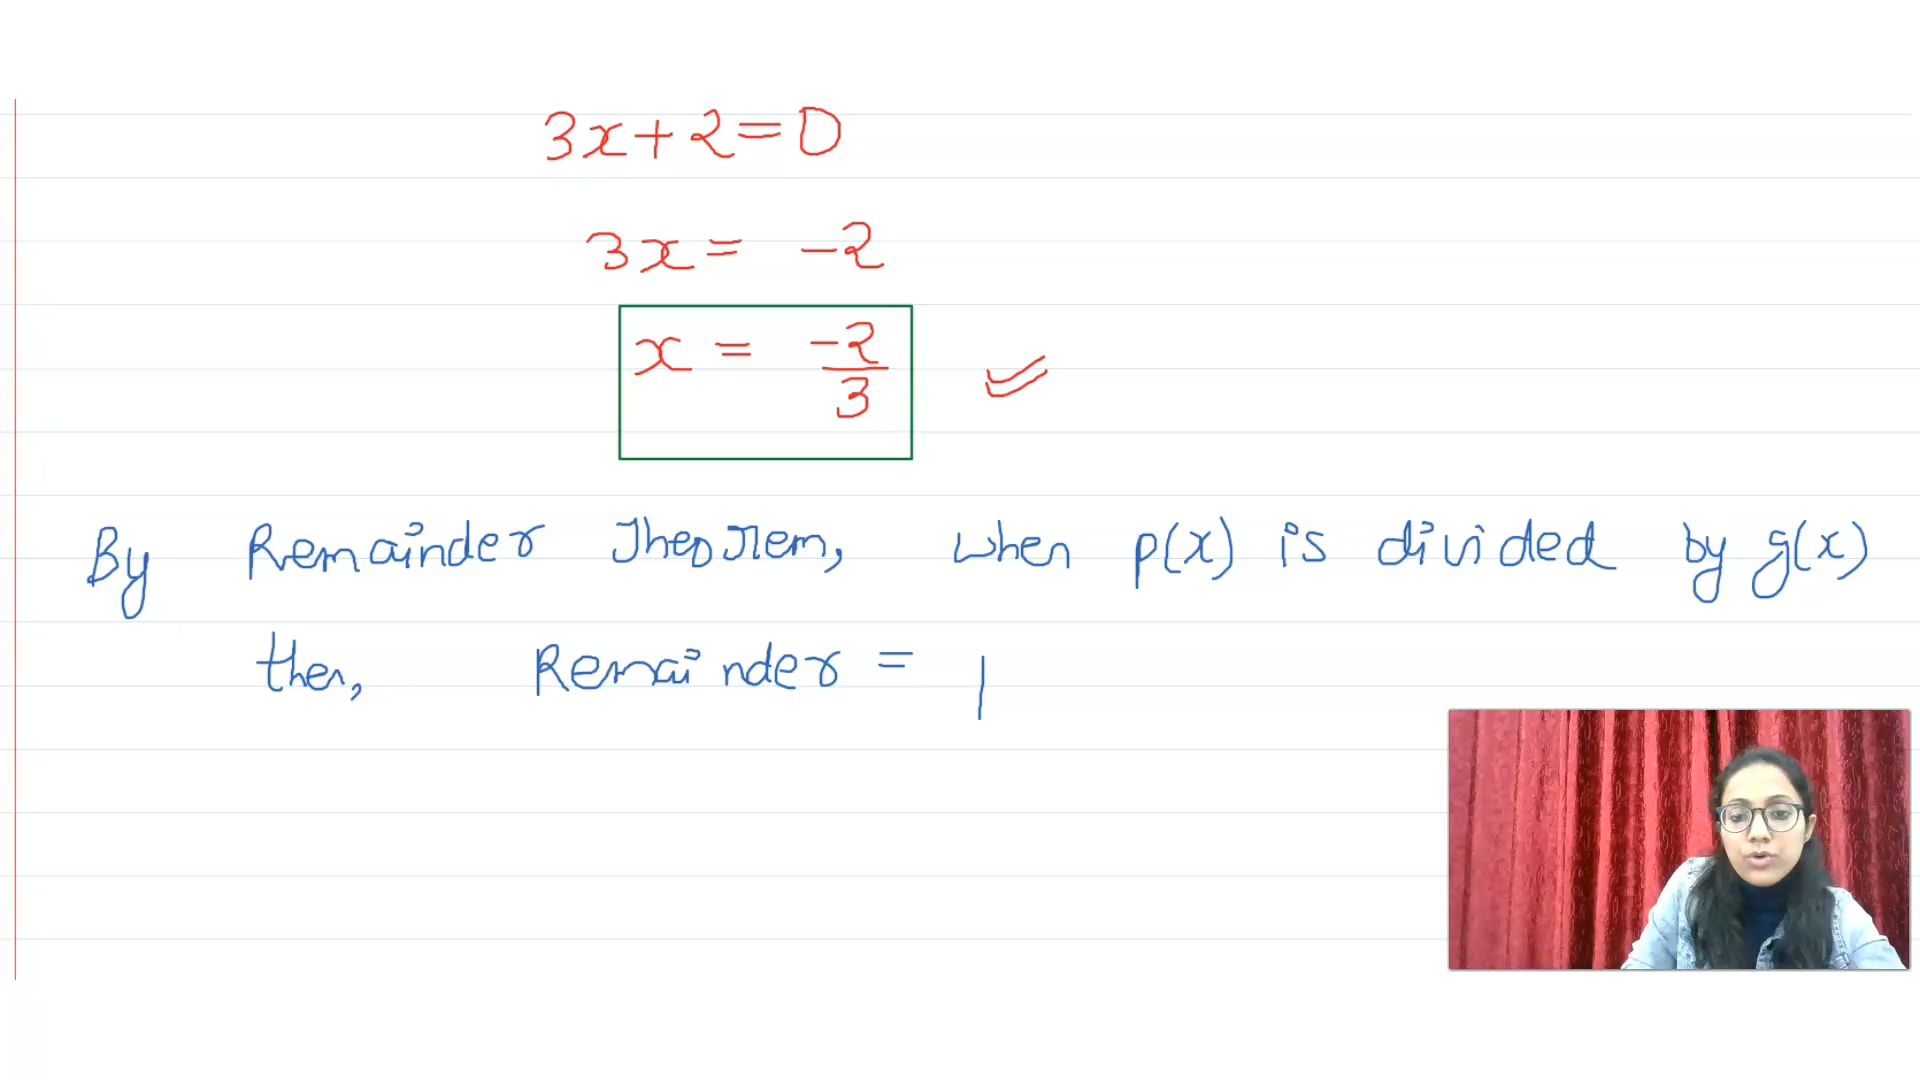 3x+2=0
3x = -2
x = -2/3
By Remainder Theorem, when p(x) is divided by g(x)
then, Remainder =